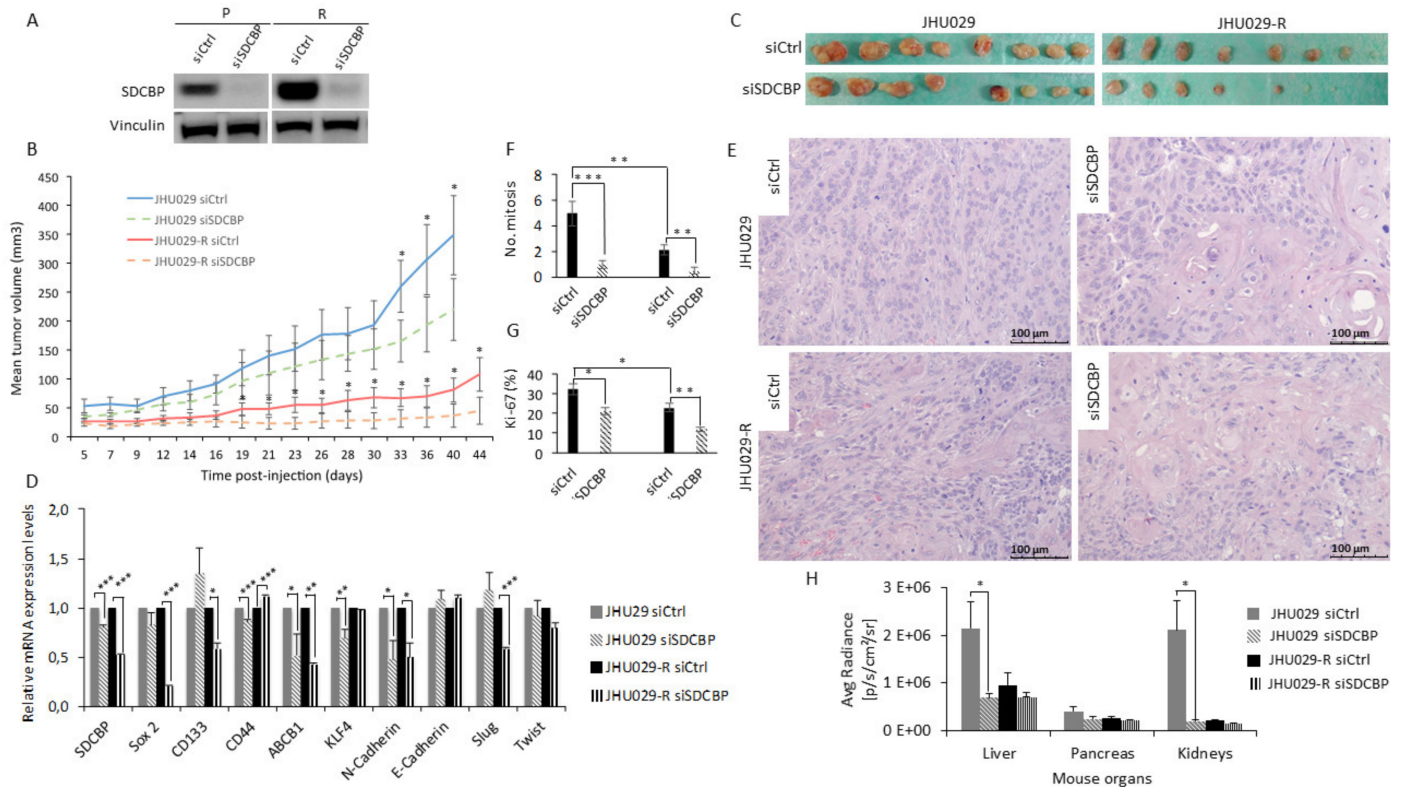 A
P
R
siCtrl
siSDCBP
siCtrl
siSDCBP
SDCBP
Vinculin
B
450
400
350
300
250
200
150
100
50
0
Mean tumor volume (mm3)
JHU029 siCtrl
JHU029 siSDCBP
JHU029-R siCtrl
JHU029-R siSDCBP
* * * * * * * * * * * *
5 7 9 12 14 16 19 21 23 26 28 30 33 36 40 44
Time post-injection (days)
C
JHU029
JHU029-R
siCtrl
siSDCBP
F
8
6
4
2
0
No. mitosis
* *
* * *
* *
siCtrl
siSDCBP
siCtrl
siSDCBP
G
40
30
20
10
0
Ki-67 (%)
*
*
* *
siCtrl
siSDCBP
siCtrl
siSDCBP
E
siCtrl
siSDCBP
JHU029
100 µm
100 µm
siCtrl
siSDCBP
JHU029-R
100 µm
100 µm
D
2,0
1,5
1,0
0,5
0,0
Relative mRNA expression levels
*** *** *** * *** *** * ** ** * * ***
SDCBP
Sox 2
CD133
CD44
ABCB1
KLF4
N-Cadherin
E-Cadherin
Slug
Twist
JHU29 siCtrl
JHU029 siSDCBP
JHU029-R siCtrl
JHU029-R siSDCBP
H
3 E+06
2 E+06
1 E+06
0 E+00
Avg Radiance
[p/s/cm²/sr]
* *
Liver Pancreas Kidneys
Mouse organs
JHU029 siCtrl
JHU029 siSDCBP
JHU029-R siCtrl
JHU029-R siSDCBP